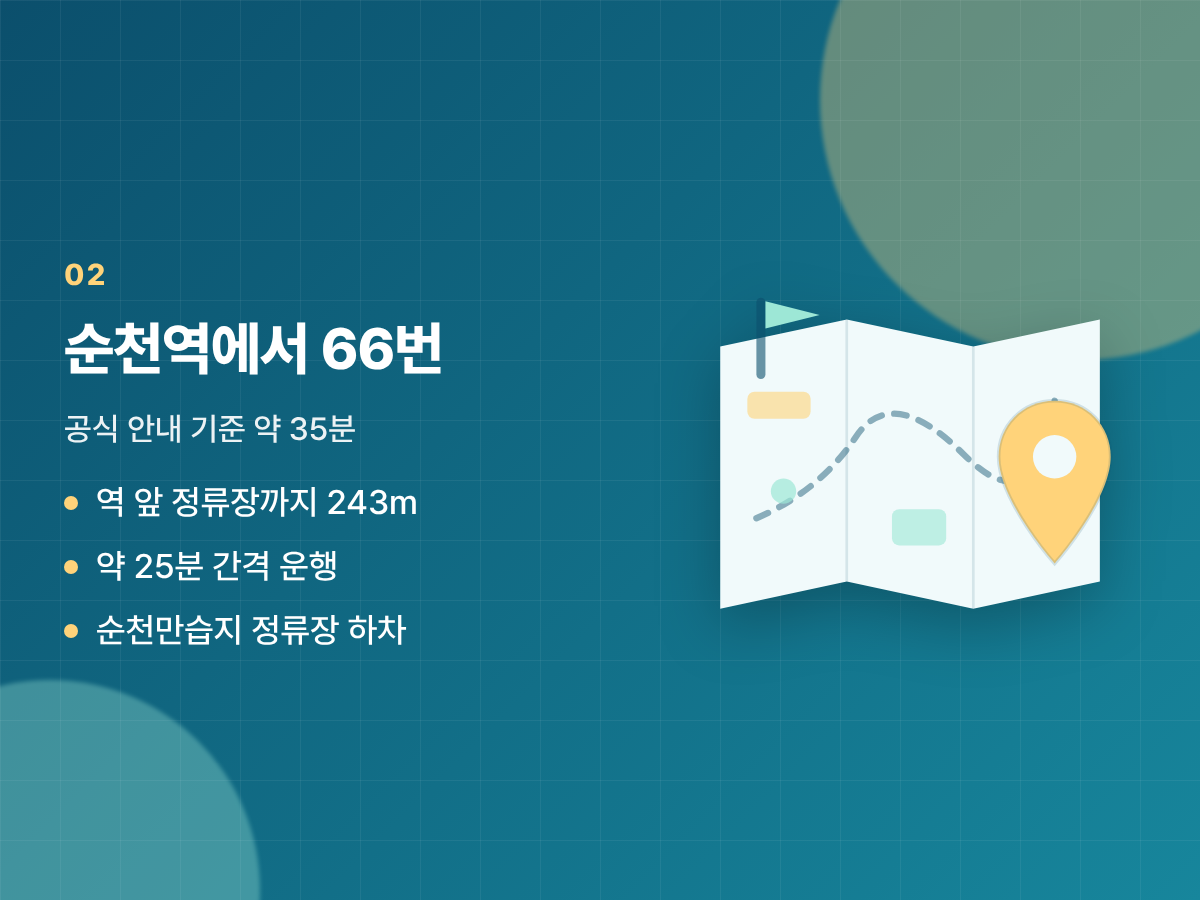 02
순천역에서 66번
공식 안내 기준 약 35분
역 앞 정류장까지 243m
약 25분 간격 운행
순천만습지 정류장 하차